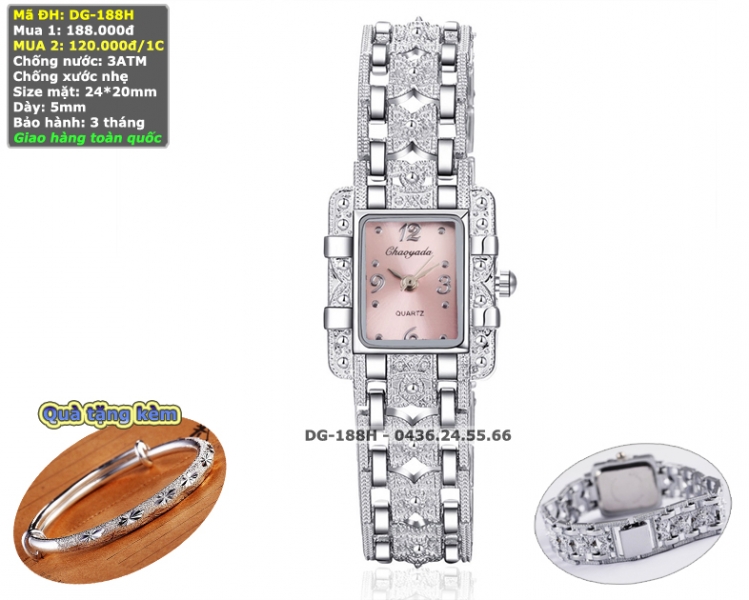 Mã ĐH: DG-188H
Mua 1: 188.000đ
MUA 2: 120.000đ/1C
Chống nước: 3ATM
Chống xước nhẹ
Size mặt: 24*20mm
Dày: 5mm
Bảo hành: 3 tháng
Giao hàng toàn quốc
12
Chaoyada
9 3
QUARTZ
6
Quà tặng kèm
DG-188H - 0436.24.55.66